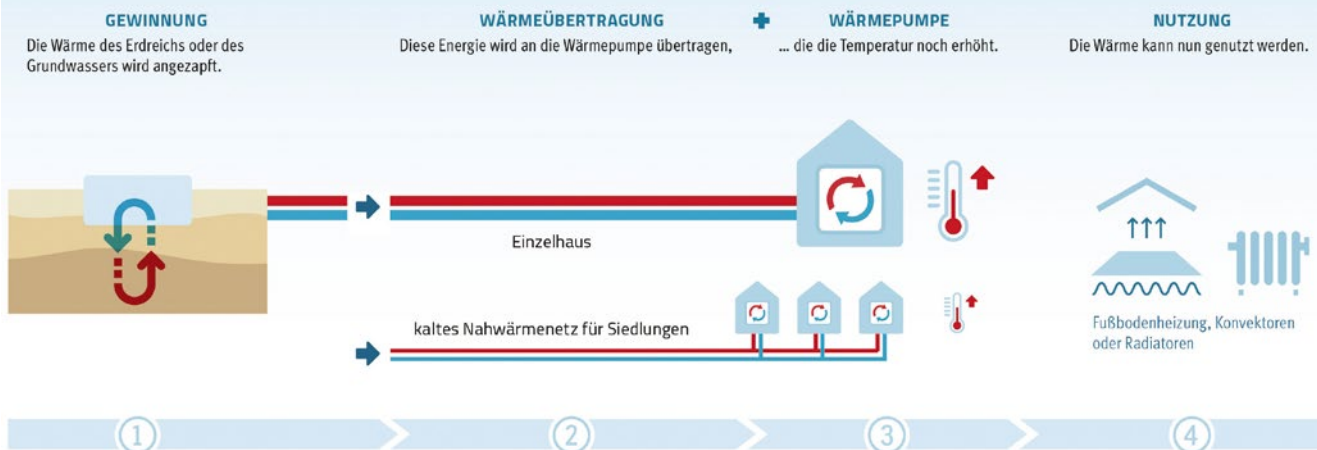 GEWINNUNG
Die Wärme des Erdreichs oder des
Grundwassers wird angezapft.
WÄRMEÜBERTRAGUNG
Diese Energie wird an die Wärmepumpe übertragen,
WÄRMEPUMPE
... die die Temperatur noch erhöht.
NUTZUNG
Die Wärme kann nun genutzt werden.
Einzelhaus
kaltes Nahwärmenetz für Siedlungen
Fußbodenheizung, Konvektoren
oder Radiatoren
1
2
3
4